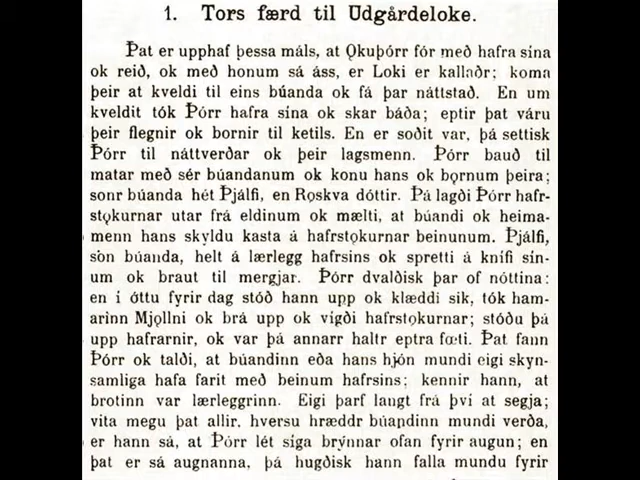 1. Tors færd til Udgårdeloke.
Þat er upphaf þessa máls, at Ǫkuþórr fór með hafra sína
ok reið, ok með honum sá áss, er Loki er kallaðr; koma
þeir at kveldi til eins búanda ok fá þar náttstað. En um
kveldit tók Þórr hafra sína ok skar báða; eptir þat váru
þeir flegnir ok bornir til ketils. En er soðit var, þá settisk
Þórr til náttverðar ok þeir lagsmenn. Þórr bauð til
matar með sér búandanum ok konu hans ok bǫrnum þeira;
sonr búanda hét Þjálfi, en Rǫskva dóttir. Þá lagði Þórr hafr-
stǫkurnar utar frá eldinum ok mælti, at búandi ok heima-
menn hans skyldu kasta á hafrstǫkurnar beinunum. Þjálfi,
son búanda, helt á lærlegg hafrsins ok spretti á knífi sín-
um ok braut til mergjar. Þórr dvalðisk þar of nóttina:
en í óttu fyrir dag stóð hann upp ok klæddi sik, tók ham-
arinn Mjǫllni ok brá upp ok vigði hafrstǫkurnar; stóðu þá
upp hafrarnir, ok var þá annarr haltr eptra fœti. Þat fann
Þórr ok talði, at búandinn eða hans hjón mundi eigi skyn-
samliga hafa farit með beinum hafrsins; kennir hann, at
brotinn var lærleggrinn. Eigi þarf langt frá því at segja;
vita megu þat allir, hversu hræddr búandinn mundi verða,
er hann sá, at Þórr lét síga brýnnar ofan fyrir augun; en
þat er sá augnanna, þá hugðisk hann falla mundu fyrir